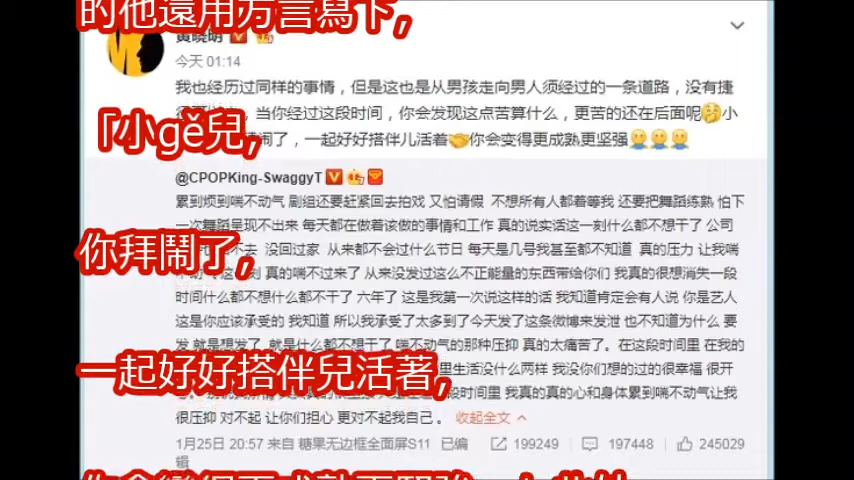 的他還用方言寫下,
黄晓明
今天 01:14
我也经历过同样的事情，但是这也是从男孩走向男人须经过的一条道路，没有捷
，当你经过这段时间，你会发现这点苦算什么，更苦的还在后面呢🤔小
「小gě兒,
闹了，一起好好搭伴儿活着🤝你会变得更成熟更坚强
@CPOPKing-SwaggyT
累到烦到喘不动气 剧组还要赶紧回去拍戏 又怕请假 不想所有人都着等我 还要把舞蹈练熟 怕下
一次舞蹈呈现不出来 每天都在做着该做的事情和工作 真的说实话这一刻什么都不想干了 公司
你拜鬧了,
不去 没回过家 从来都不会过什么节日 每天是几号我甚至都不知道 真的压力 让我喘
刻 真的喘不过来了 从来没发过这么不正能量的东西带给你们 我真的很想消失一段
时间什么都不想什么都不干了 六年了 这是我第一次说这样的话 我知道肯定会有人说 你是艺人
这是你应该承受的 我知道 所以我承受了太多到了今天发了这条微博来发泄 也不知道为什么 要
发 就是想发了 就是什么都不想干了 喘不动气的那种压抑 真的太痛苦了。在这段时间里 在我的
一起好好搭伴兒活著,
里生活没什么两样 我没你们想的过的很幸福 很开
段时间里 我真的真的心和身体累到喘不动气让我
很压抑 对不起 让你们担心 更对不起我自己 。 收起全文
1月25日 20:57 来自 糖果无边框全面屏S11 已编
辑
199249 197448 245029